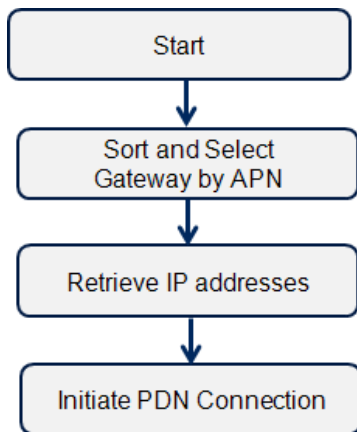 Start
Sort and Select
Gateway by APN
Retrieve IP addresses
Initiate PDN Connection